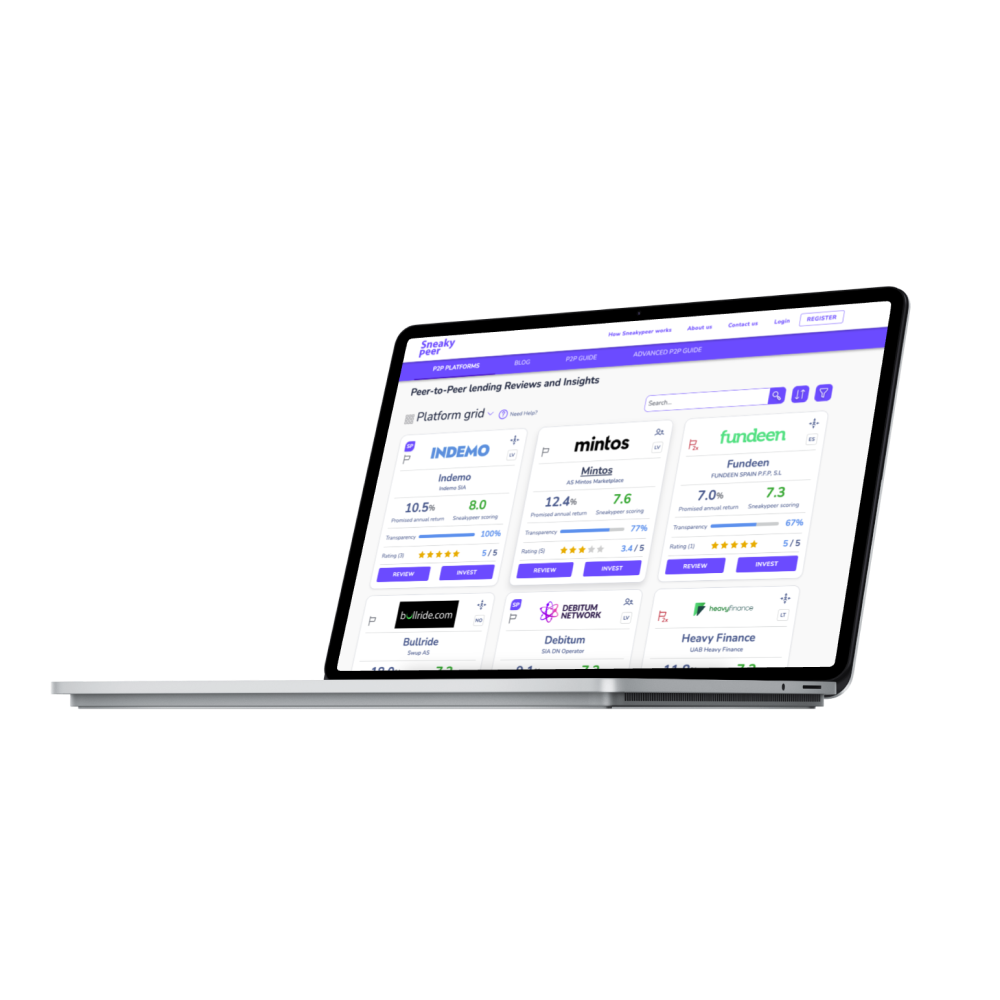 Sneaky
peer
How Sneakypeer works
About us
Contact us
Login
REGISTER
P2P PLATFORMS
BLOG
P2P GUIDE
ADVANCED P2P GUIDE
Peer-to-Peer lending Reviews and Insights
Platform grid
? Need Help?
Search...
SP
INDEMO
LV
Indemo
Indemo SIA
10.5%
8.0
Promised annual return
Sneakypeer scoring
Transparency
100%
Rating (3)
5 / 5
REVIEW
INVEST
mintos
LV
Mintos
AS Mintos Marketplace
12.4%
7.6
Promised annual return
Sneakypeer scoring
Transparency
77%
Rating (5)
3.4 / 5
REVIEW
INVEST
2x
fundeen
ES
Fundeen
FUNDEEN SPAIN P.F.P. S.L
7.0%
7.3
Promised annual return
Sneakypeer scoring
Transparency
67%
Rating (1)
5 / 5
REVIEW
INVEST
bullride.com
NO
Bullride
Swup AS
SP
DEBITUM
NETWORK
LV
Debitum
SIA DN Operator
2x
heavyfinance
LT
Heavy Finance
UAB Heavy Finance